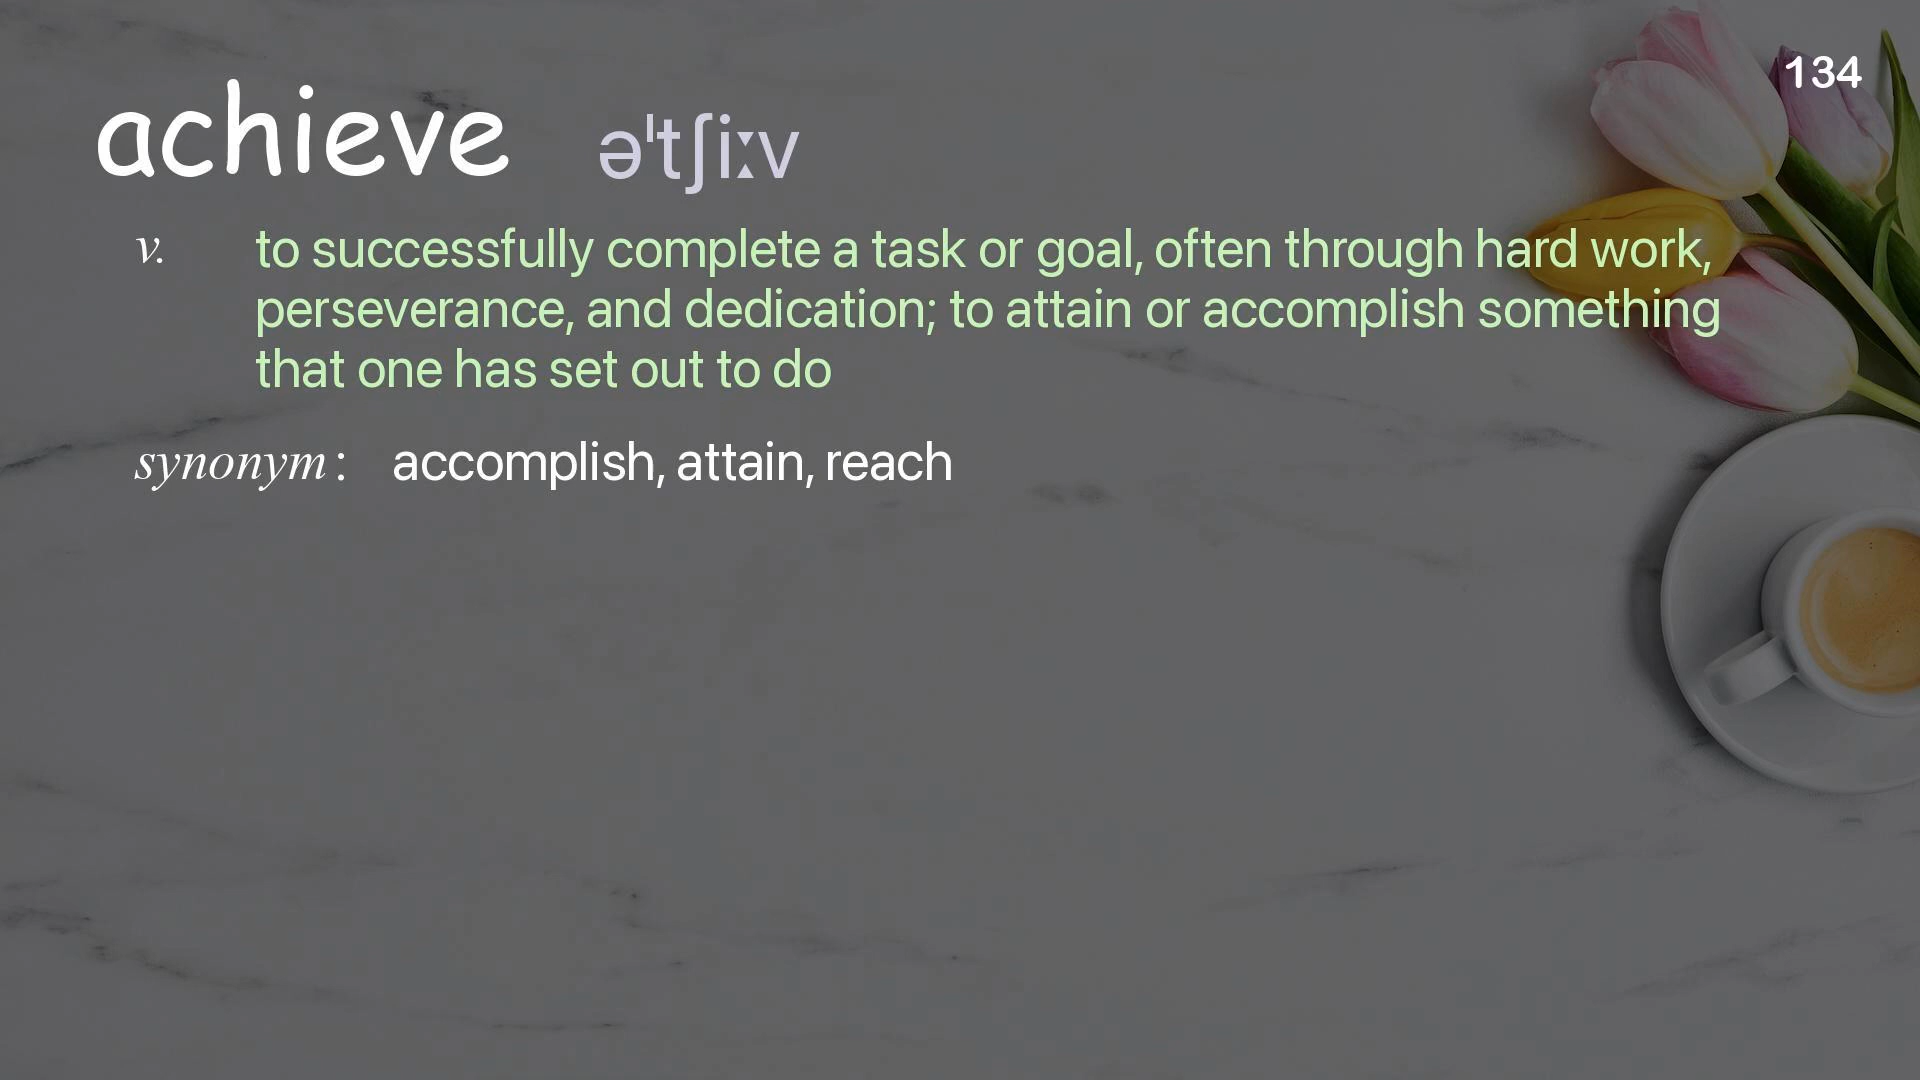 134
achieve əˈtʃiːv
v. to successfully complete a task or goal, often through hard work,
perseverance, and dedication; to attain or accomplish something
that one has set out to do
synonym: accomplish, attain, reach